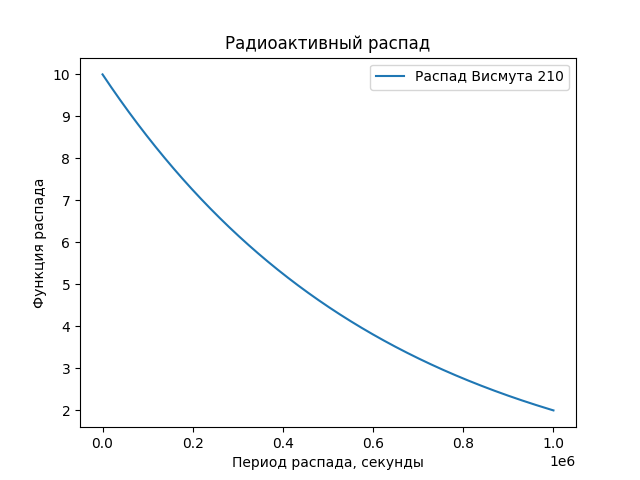 Радиоактивный распад
Распад Висмута 210
Функция распада
10
9
8
7
6
5
4
3
2
0.0 0.2 0.4 0.6 0.8 1.0
1e6
Период распада, секунды